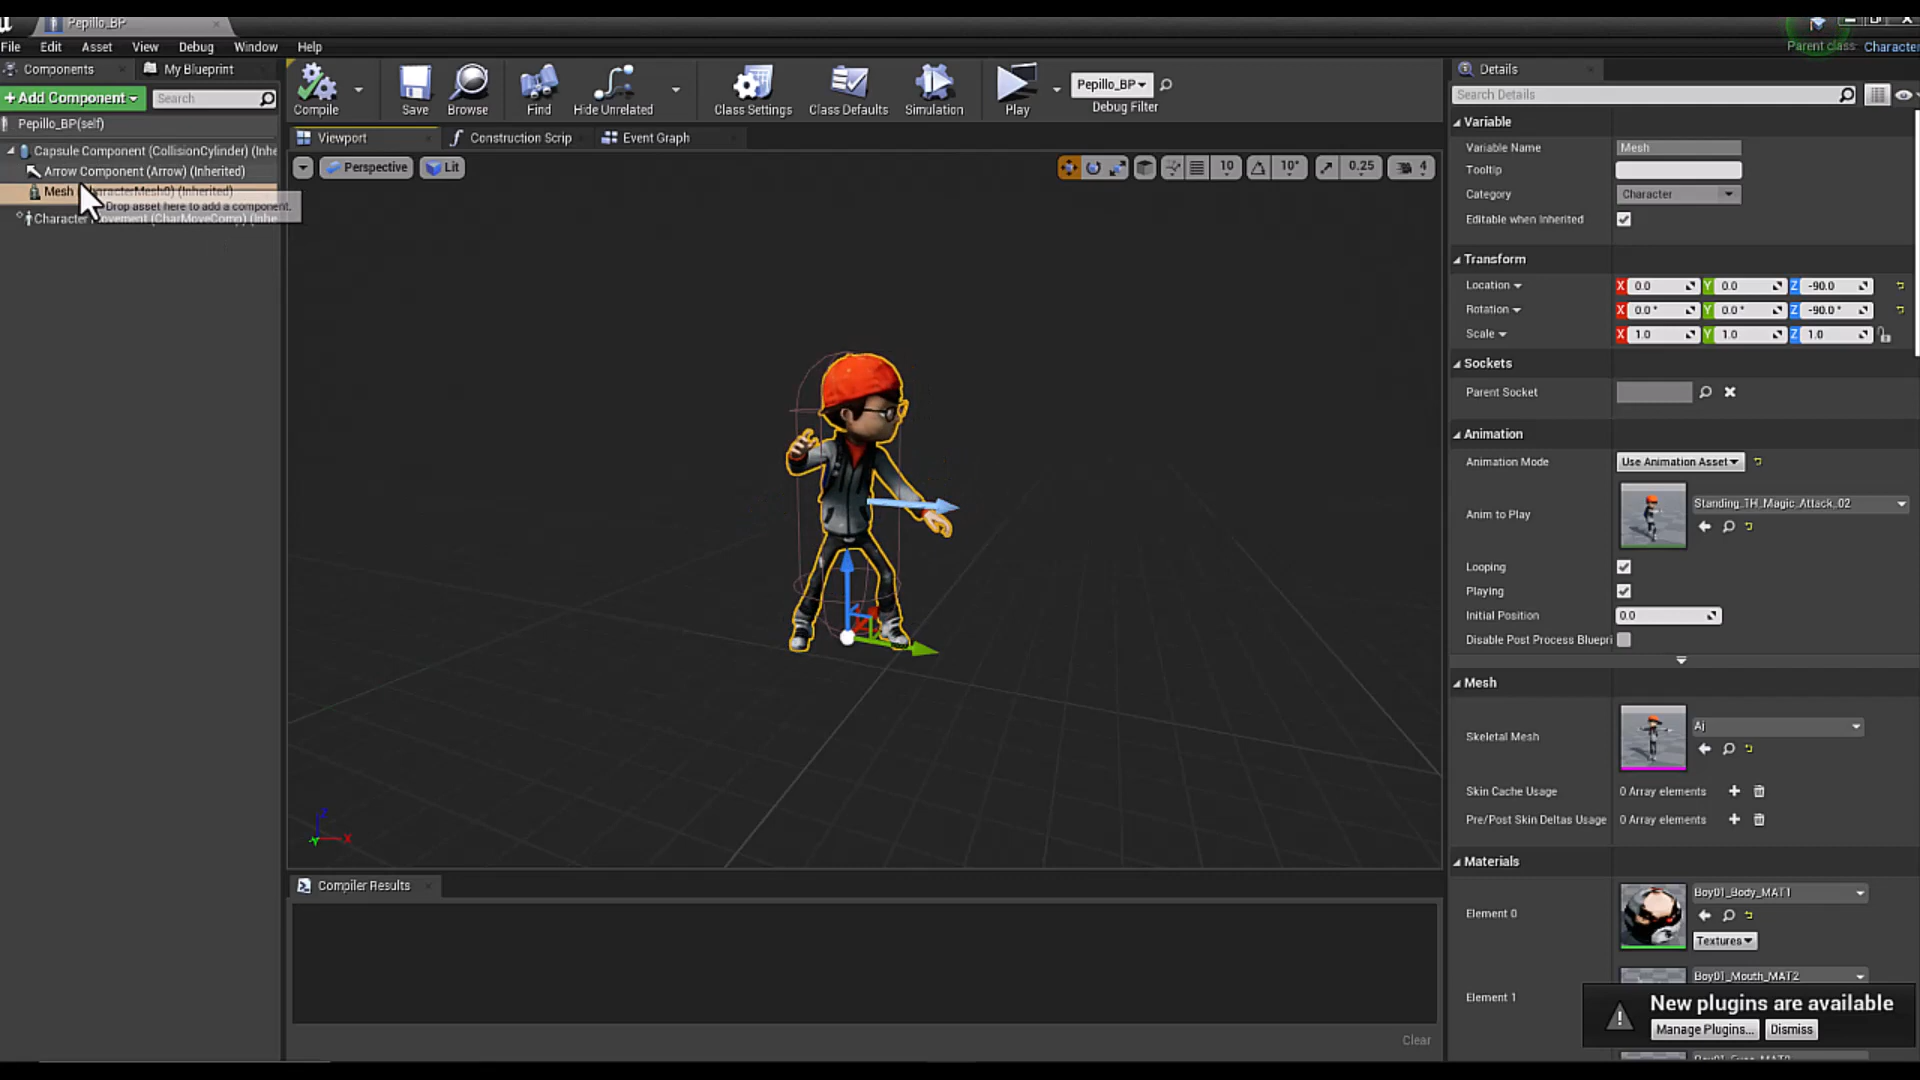 Pepillo_BP
File Edit Asset View Debug Window Help
Parent class: Character
Components
My Blueprint
+Add Component
Search
Pepillo_BP(self)
Capsule Component (CollisionCylinder) (Inhe
Arrow Component (Arrow) (Inherited)
Mesh (CharacterMesh0) (Inherited)
Drop asset here to add a component.
(CharMoveComp) (Inhe
Compile
Save
Browse
Find
Hide Unrelated
Class Settings
Class Defaults
Simulation
Play
Pepillo_BP
Debug Filter
Viewport
Construction Scrip
Event Graph
Perspective
Lit
10
10°
0.25
4
Z
X
Y
Compiler Results
Clear
Details
Search Details
Variable
Variable Name Mesh
Tooltip
Category Character
Editable when Inherited
Transform
Location X 0.0 Y 0.0 Z -90.0
Rotation X 0.0° Y 0.0° Z -90.0°
Scale X 1.0 Y 1.0 Z 1.0
Sockets
Parent Socket
Animation
Animation Mode Use Animation Asset
Anim to Play Standing_TH_Magic_Attack_02
Looping
Playing
Initial Position 0.0
Disable Post Process Bluepri
Mesh
Skeletal Mesh Aj
Skin Cache Usage 0 Array elements
Pre/Post Skin Deltas Usage 0 Array elements
Materials
Element 0 Boy01_Body_MAT1
Textures
Element 1 Boy01_Mouth_MAT2
New plugins are available
Manage Plugins... Dismiss